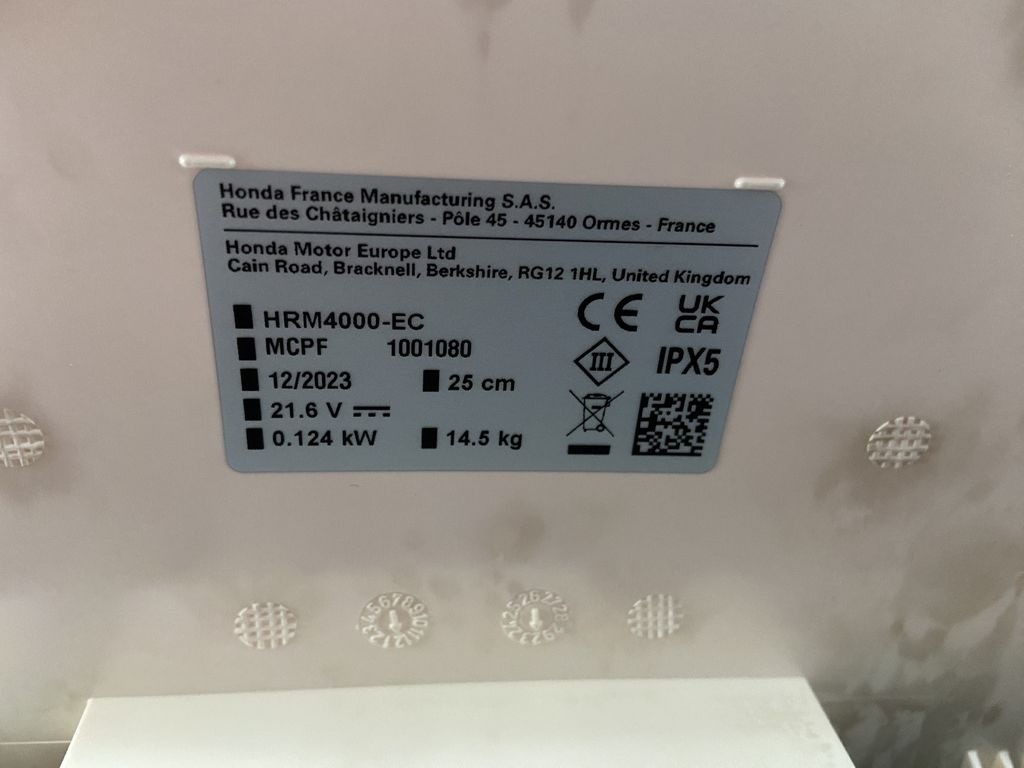 Honda France Manufacturing S.A.S.
Rue des Châtaigniers - Pôle 45 - 45140 Ormes - France
Honda Motor Europe Ltd
Cain Road, Bracknell, Berkshire, RG12 1HL, United Kingdom
HRM4000-EC
MCPF 1001080
12/2023 25 cm
21.6 V
0.124 kW 14.5 kg
CE UK
CA
III IPX5